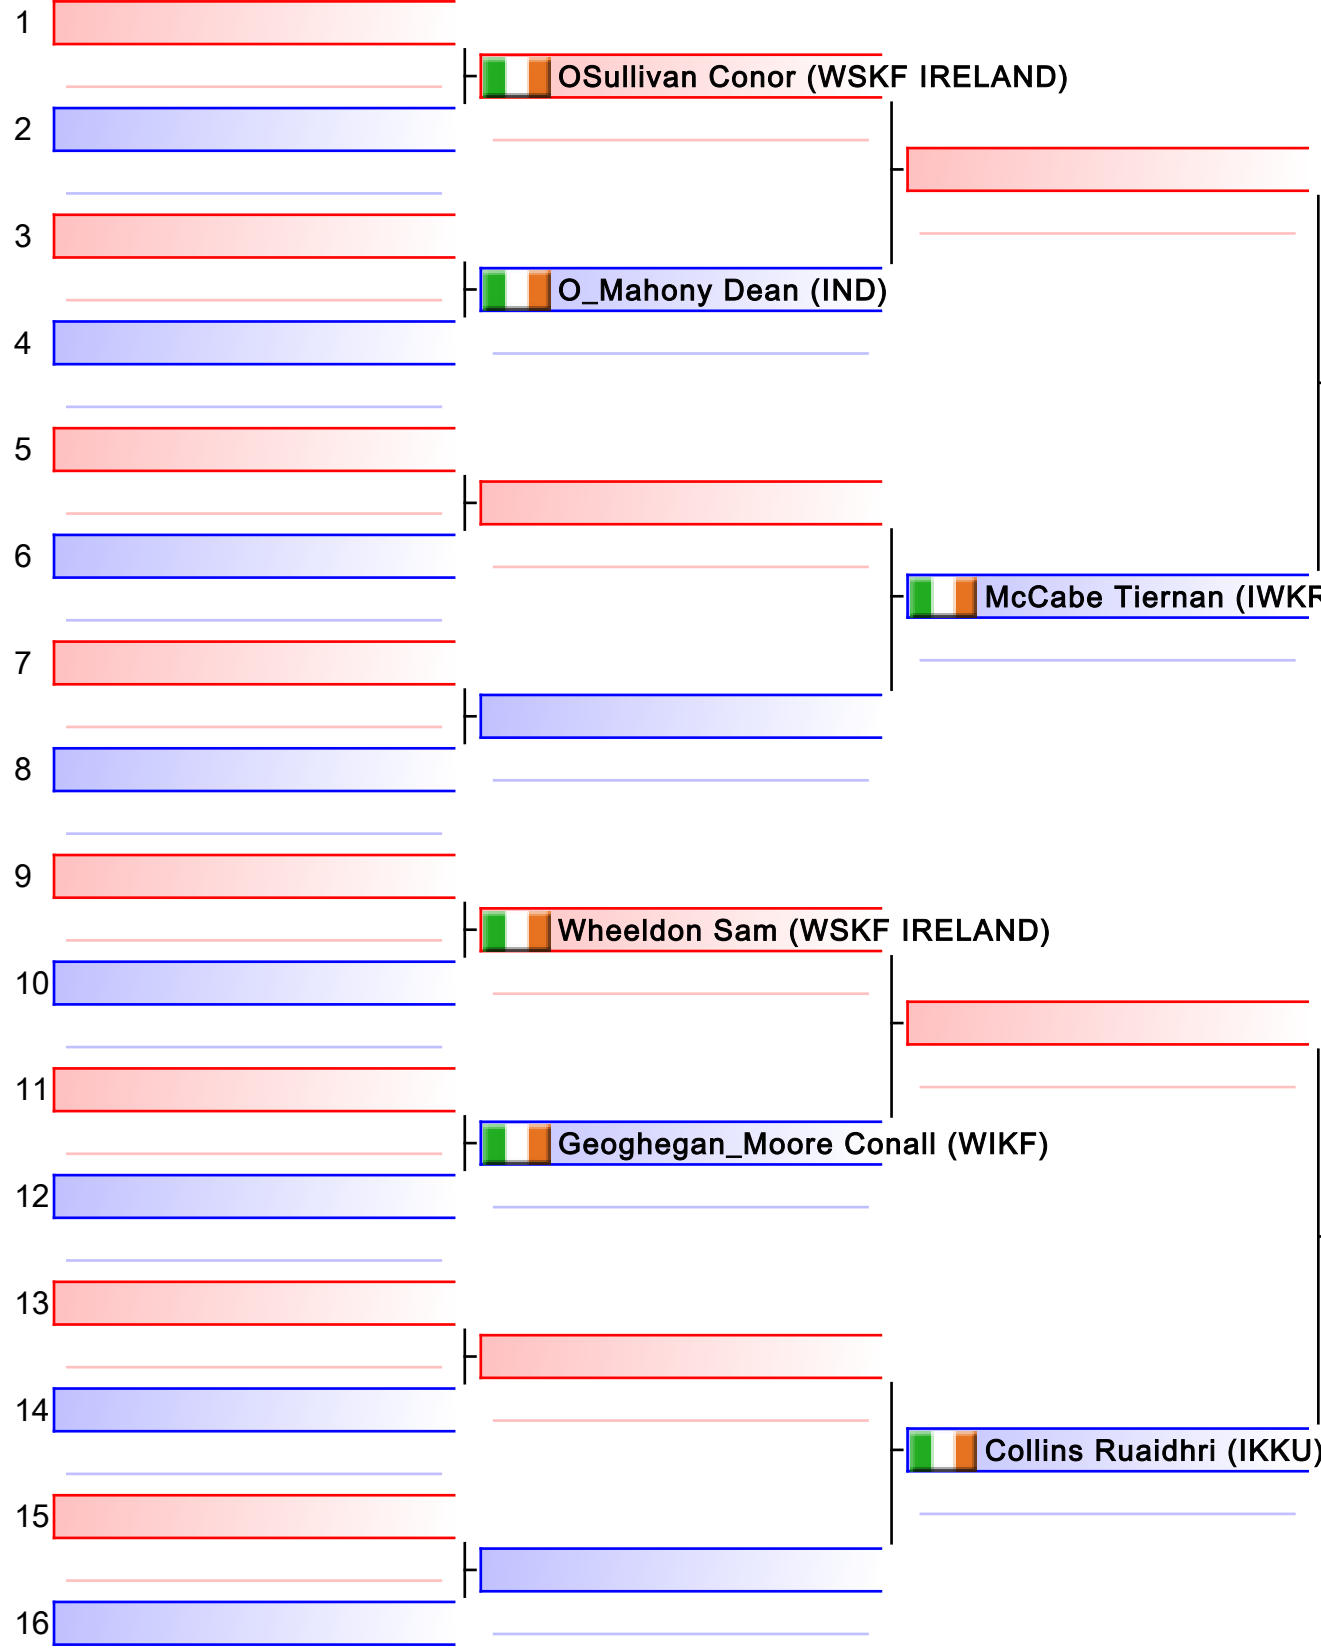 1
OSullivan Conor (WSKF IRELAND)
2
3
O_Mahony Dean (IND)
4
5
6
McCabe Tiernan (IWKR
7
8
9
Wheeldon Sam (WSKF IRELAND)
10
11
Geoghegan_Moore Conall (WIKF)
12
13
14
Collins Ruaidhri (IKKU)
15
16